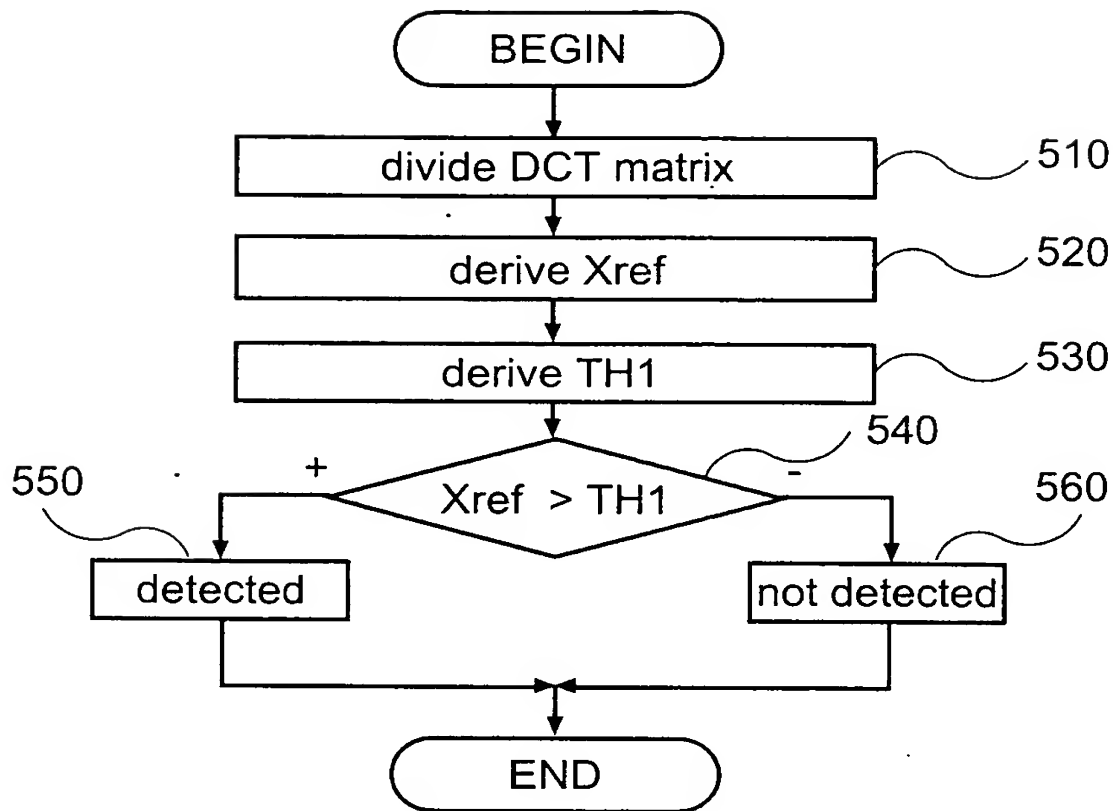 BEGIN
divide DCT matrix
510
derive Xref
520
derive TH1
530
540
+
-
550
Xref > TH1
560
detected
not detected
END